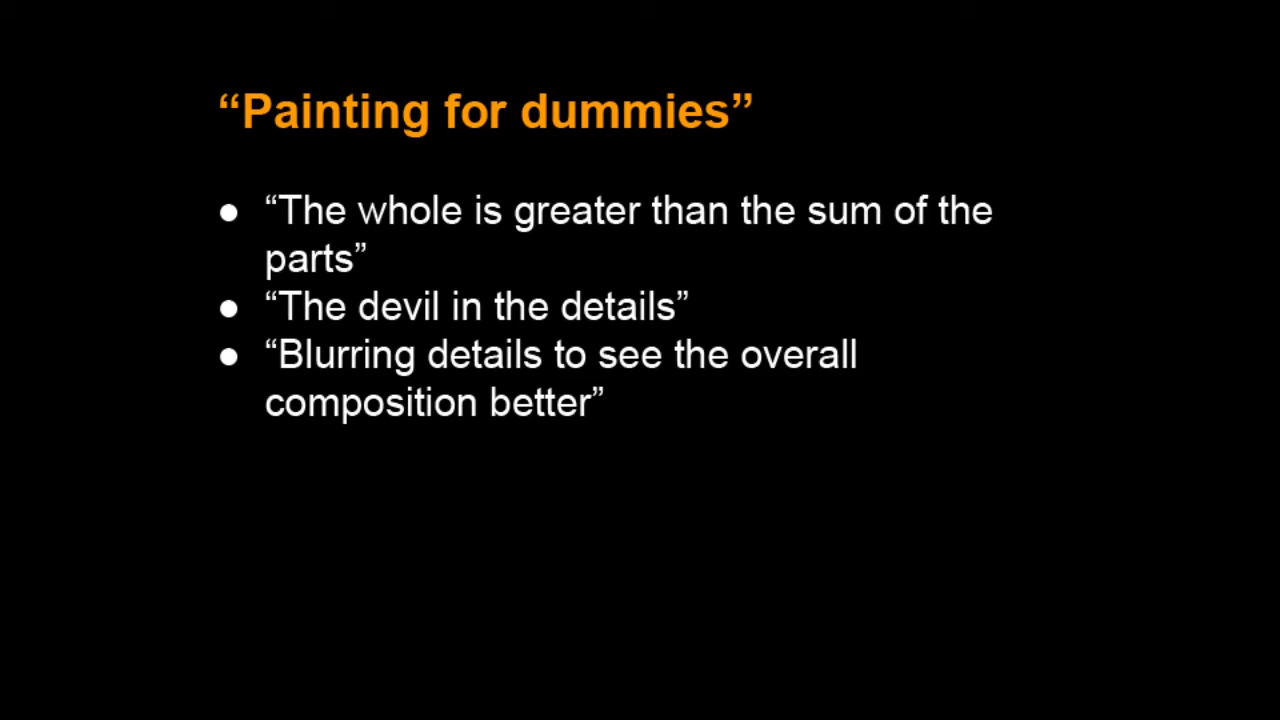 “Painting for dummies”
● “The whole is greater than the sum of the
parts”
● “The devil in the details”
● “Blurring details to see the overall
composition better”